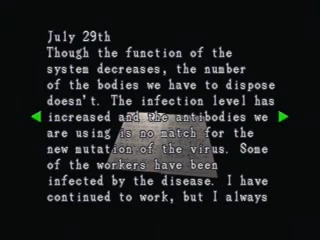 July 29th
Though the function of the
system decreases, the number
of the bodies we have to dispose
doesn't. The infection level has
increased and the antibodies we
are using is no match for the
new mutation of the virus. Some
of the workers have been
infected by the disease. I have
continued to work, but I always